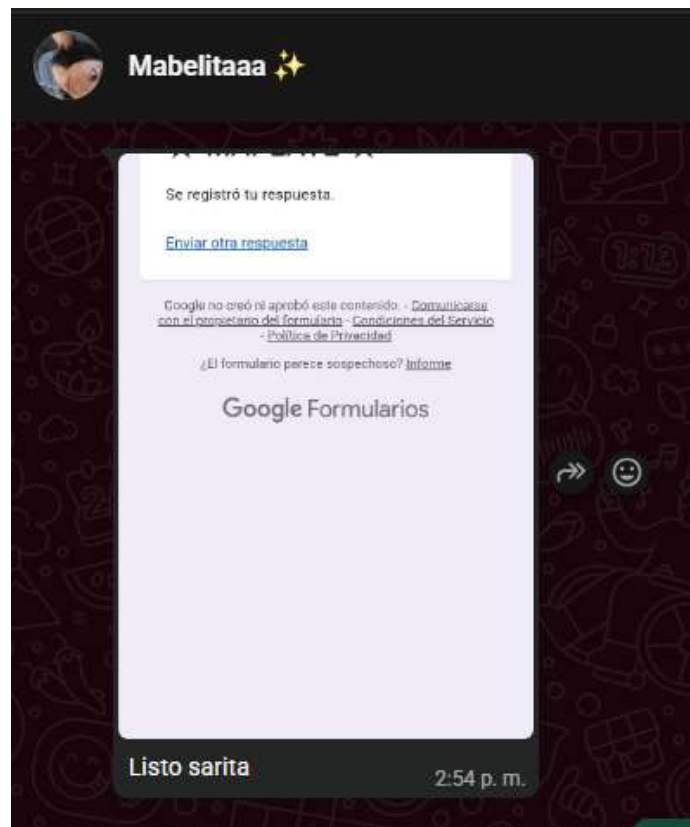 Mabelitaaa ✨
Se registró tu respuesta.
Enviar otra respuesta
Google no creó ni aprobó este contenido. - Comunicarse
con el propietario del formulario - Condiciones del Servicio
- Política de Privacidad
¿El formulario parece sospechoso? Informe
Google Formularios
Listo sarita
2:54 p. m.